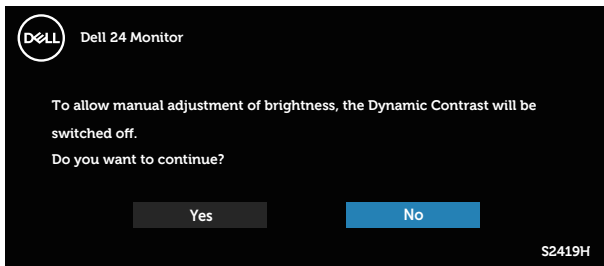 DELL
Dell 24 Monitor
To allow manual adjustment of brightness, the Dynamic Contrast will be
switched off.
Do you want to continue?
Yes
No
S2419H